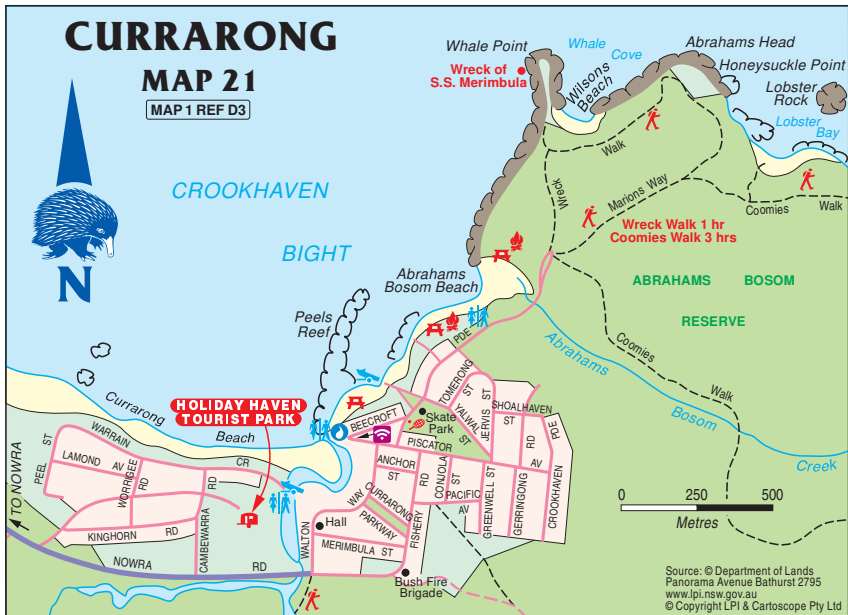 CURRARONG
MAP 21
MAP 1 REF D3
N
CROOKHAVEN
BIGHT
Whale Point
Wreck of
S.S. Merimbula
Whale
Cove
Wilsons
Beach
Abrahams Head
Honeysuckle Point
Lobster
Rock
Lobster
Bay
Walk
Wreck
Marions Way
Coomies
Walk
Wreck Walk 1 hr
Coomies Walk 3 hrs
ABRAHAMS BOSOM
RESERVE
Coomies
Walk
Abrahams
Bosom
Creek
Abrahams
Bosom Beach
Peels
Reef
Currarong
Beach
HOLIDAY HAVEN
TOURIST PARK
TO NOWRA
PEEL
ST
WARRAIN
CR
LAMOND AV
WORRIGEE
RD
CAMBEWARRA
RD
KINGHORN RD
NOWRA RD
WALTON
WAY
Hall
MERIMBULA ST
CURRARONG
PARKWAY
ANCHOR
ST
FISHERY
RD
Bush Fire
Brigade
BEECROFT
PDE
TOMERONG
ST
Skate
Park
YALWAL
ST
JERVIS ST
SHOALHAVEN
ST
PISCATOR
AV
CONJOLA
ST
PACIFIC
AV
GREENWELL ST
GERRINGONG
RD
CROOKHAVEN
PDE
0 250 500
Metres
Source: © Department of Lands
Panorama Avenue Bathurst 2795
www.lpi.nsw.gov.au
© Copyright LPI & Cartoscope Pty Ltd